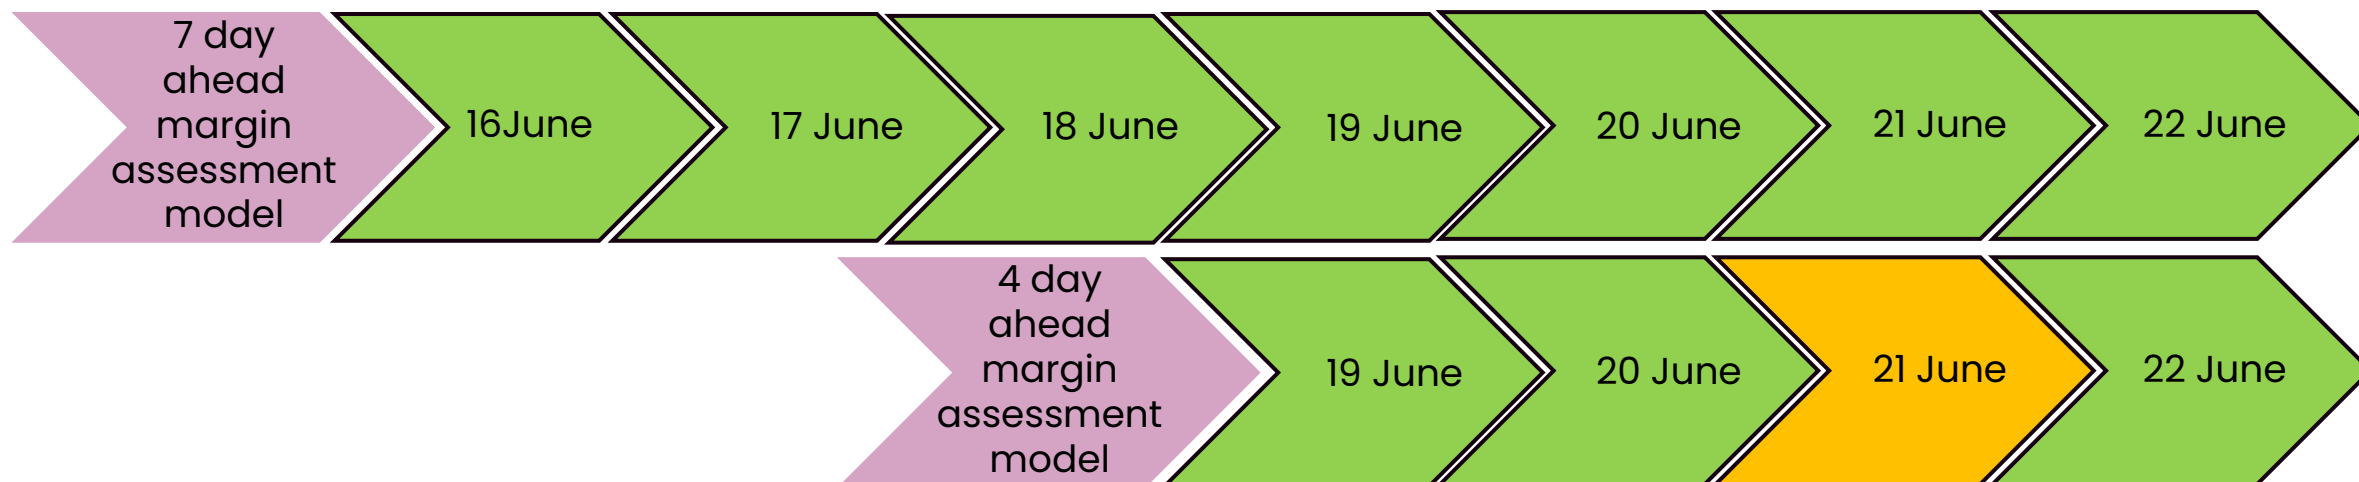 7 day
ahead
margin
assessment
model
16June
17 June
18 June
19 June
20 June
21 June
22 June
4 day
ahead
margin
assessment
model
19 June
20 June
21 June
22 June